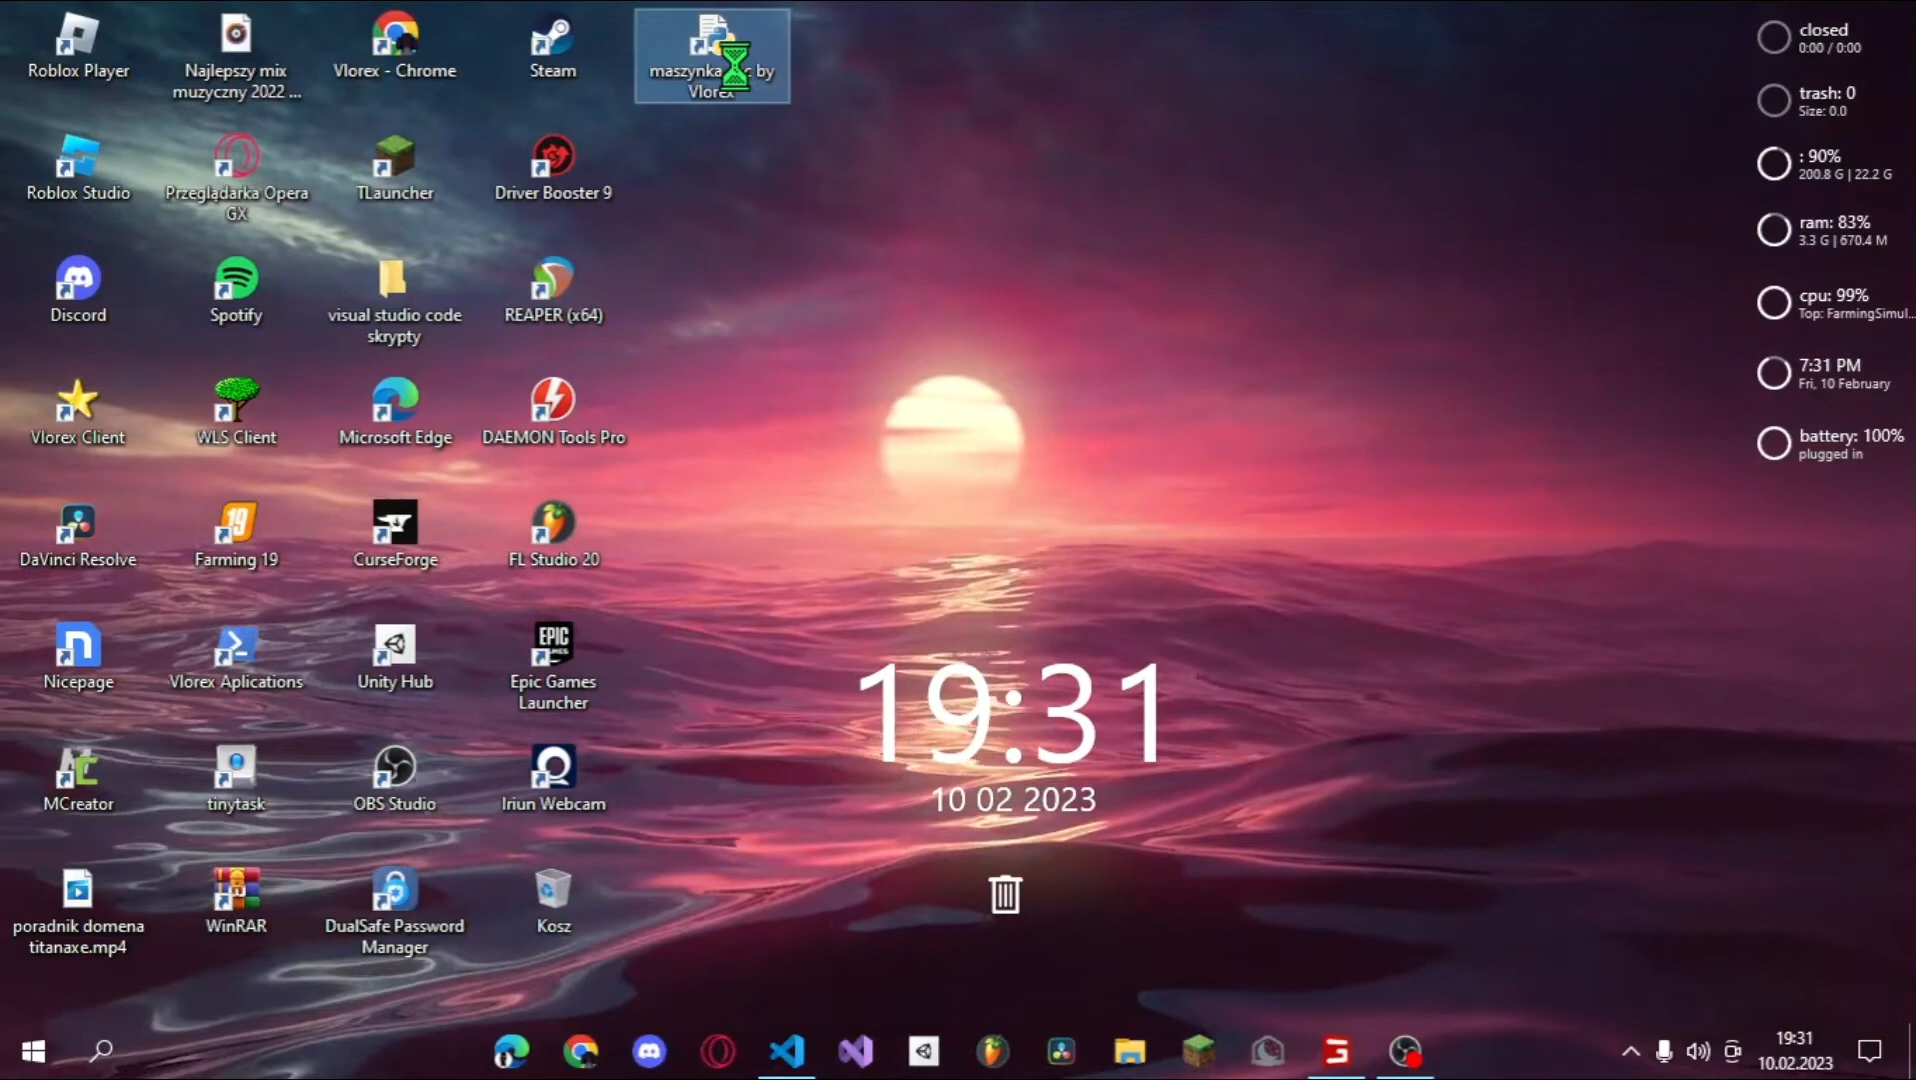 Roblox Player
Najlepszy mix
muzyczny 2022 ...
Vlorex - Chrome
Steam
maszynka by
Vlorex
Roblox Studio
Przeglądarka Opera
GX
TLauncher
Driver Booster 9
Discord
Spotify
visual studio code
skrypty
REAPER (x64)
Vlorex Client
WLS Client
Microsoft Edge
DAEMON Tools Pro
DaVinci Resolve
19
Farming 19
CurseForge
FL Studio 20
Nicepage
Vlorex Aplications
Unity Hub
EPIC
Epic Games
Launcher
MCreator
tinytask
OBS Studio
Iriun Webcam
poradnik domena
titanaxe.mp4
WinRAR
DualSafe Password
Manager
Kosz
closed
0:00 / 0:00
trash: 0
Size: 0.0
: 90%
200.8 G | 22.2 G
ram: 83%
3.3 G | 670.4 M
cpu: 99%
Top: FarmingSimul...
7:31 PM
Fri, 10 February
battery: 100%
plugged in
19:31
10 02 2023
19:31
10.02.2023